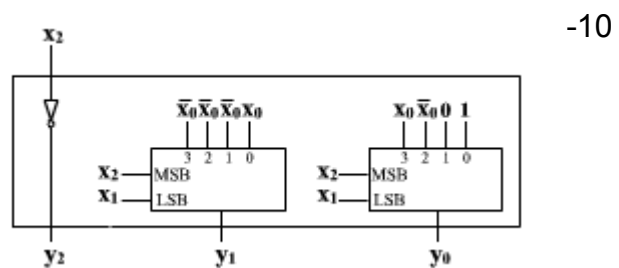 -10
x₂
x̅₀ x̅₀ x̅₀ x₀
x₀ x̅₀ 0 1
3 2 1 0
3 2 1 0
x₂ MSB
x₂ MSB
x₁ LSB
x₁ LSB
y₂
y₁
y₀